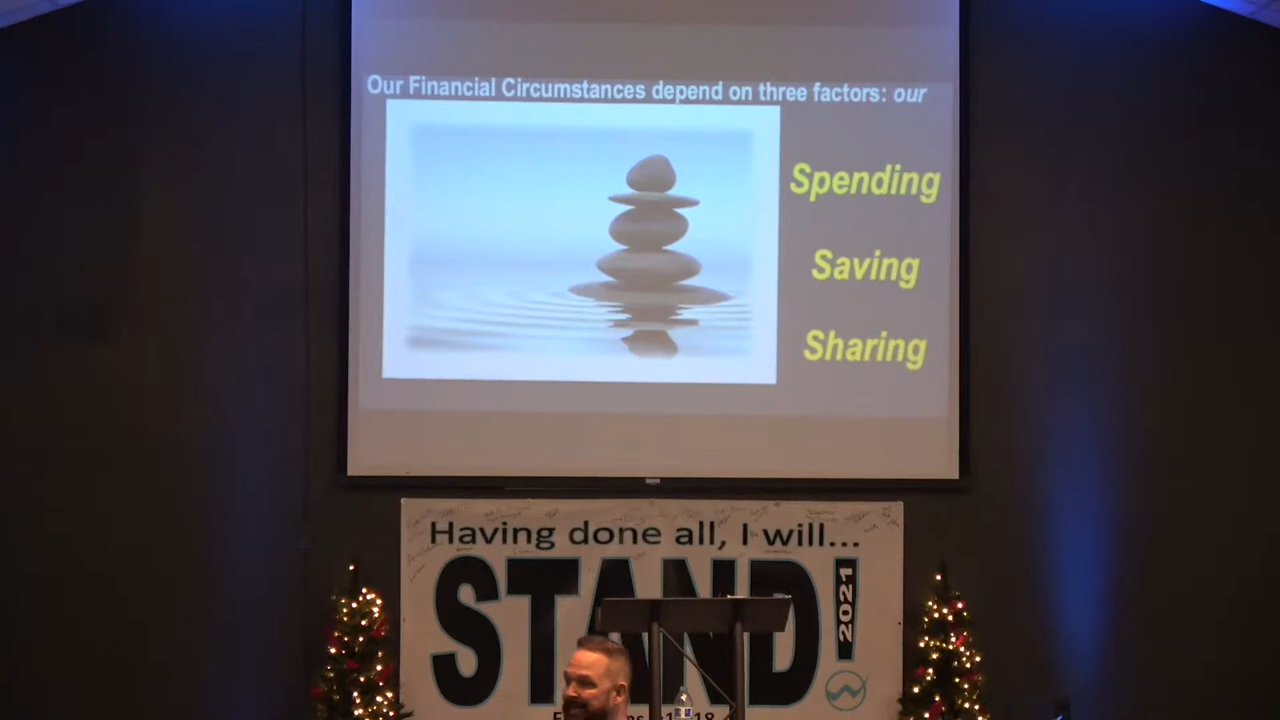 Our Financial Circumstances depend on three factors: our
Spending
Saving
Sharing
Having done all, I will...
STAND!
2021